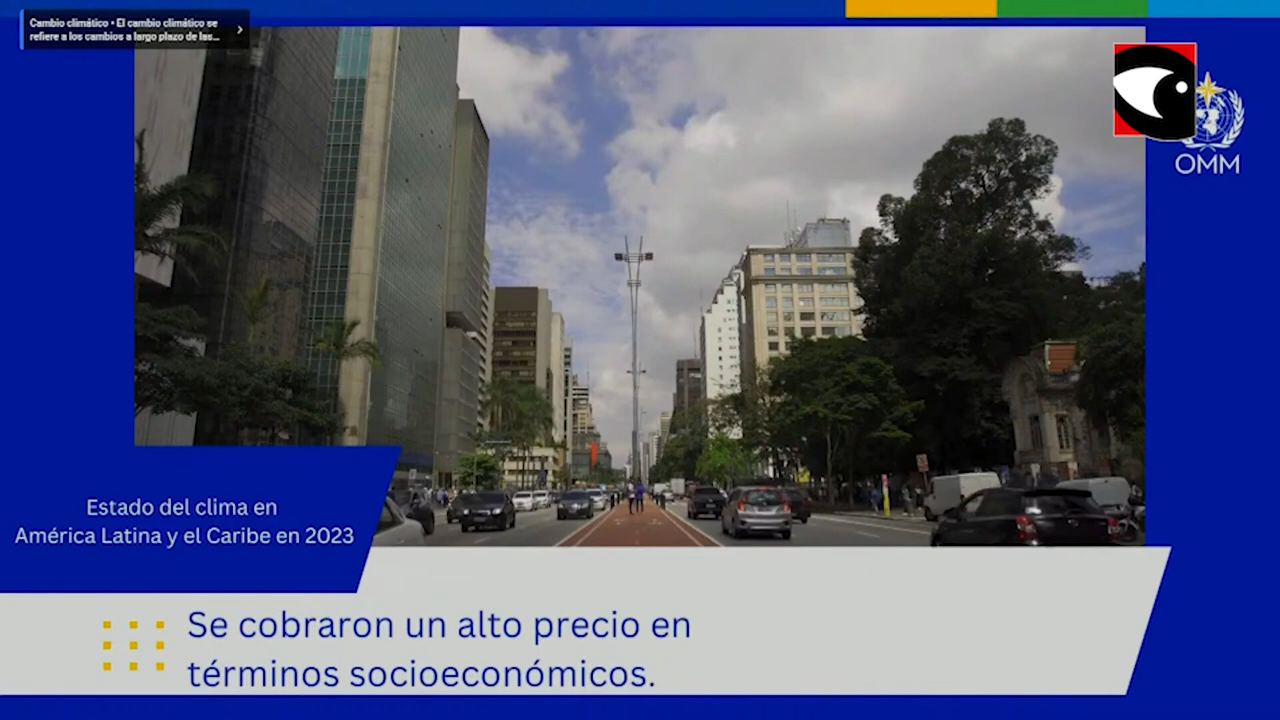 Cambio climático • El cambio climático se
refiere a los cambios a largo plazo de las...
OMM
Estado del clima en
América Latina y el Caribe en 2023
Se cobraron un alto precio en
términos socioeconómicos.